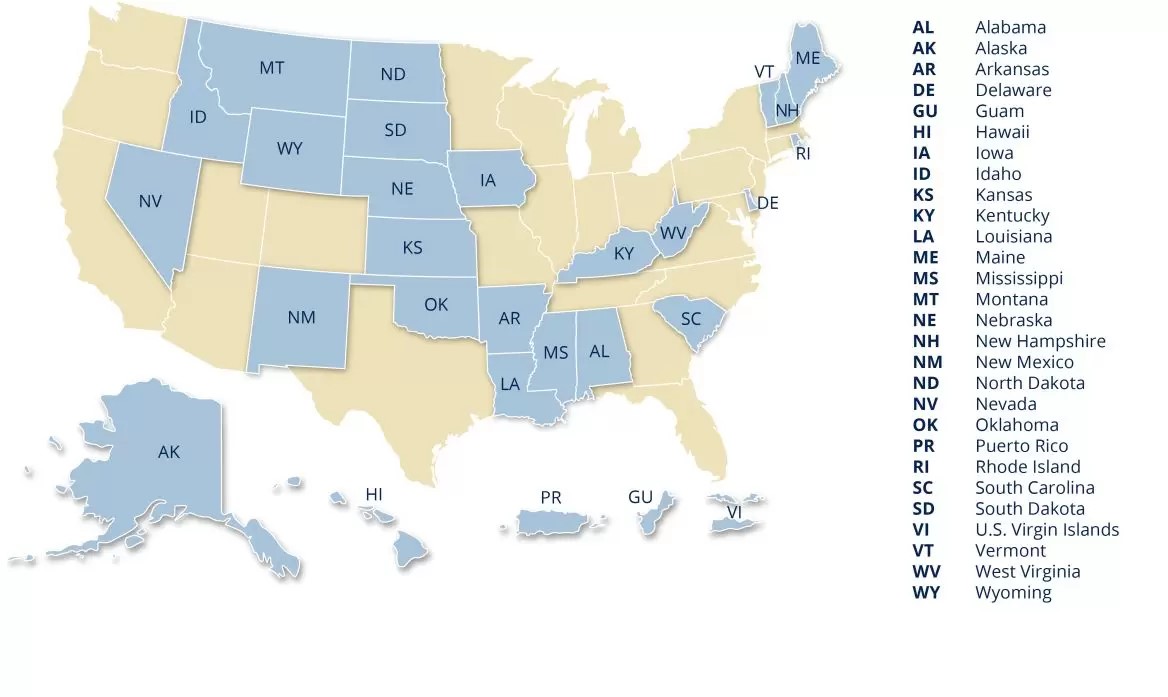 ME
VT
MT
ND
NH
ID
SD
WY
RI
IA
NE
NV
DE
WV
KS
KY
OK
NM
AR
SC
MS
AL
LA
AK
HI
PR
GU
VI
AL Alabama
AK Alaska
AR Arkansas
DE Delaware
GU Guam
HI Hawaii
IA Iowa
ID Idaho
KS Kansas
KY Kentucky
LA Louisiana
ME Maine
MS Mississippi
MT Montana
NE Nebraska
NH New Hampshire
NM New Mexico
ND North Dakota
NV Nevada
OK Oklahoma
PR Puerto Rico
RI Rhode Island
SC South Carolina
SD South Dakota
VI U.S. Virgin Islands
VT Vermont
WV West Virginia
WY Wyoming